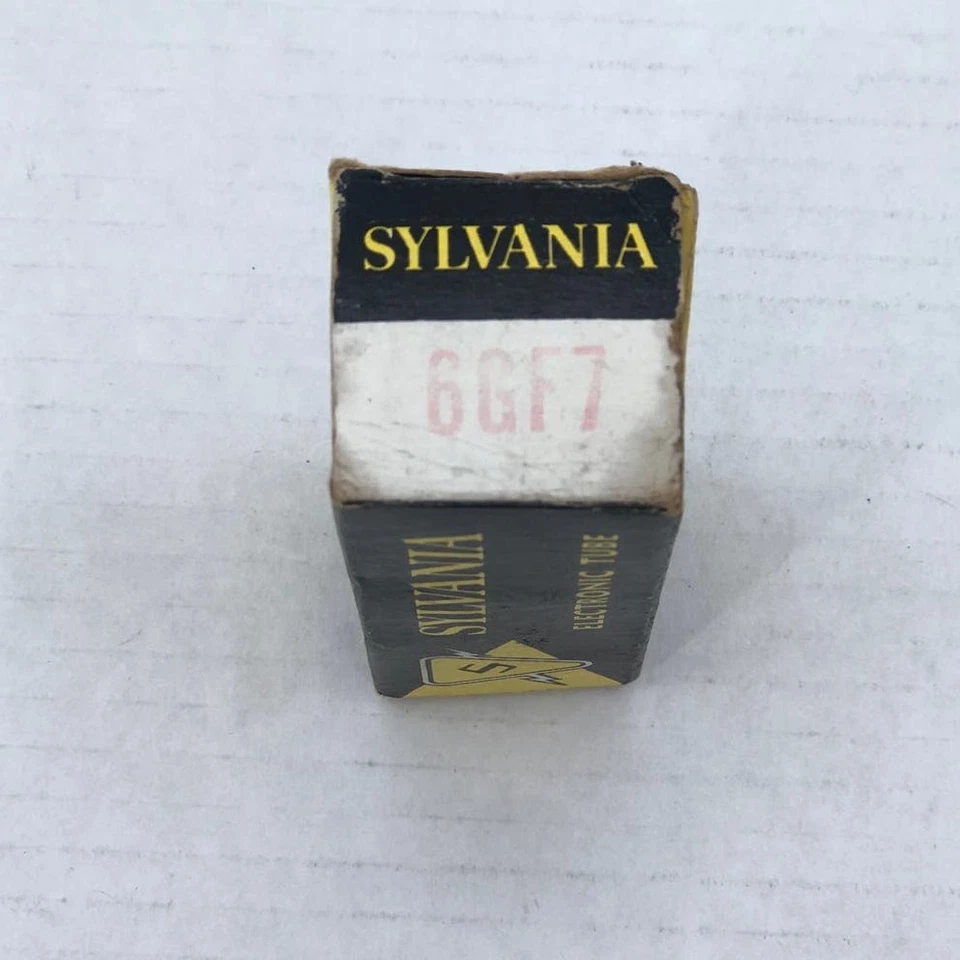 SYLVANIA
6GF7
SYLVANIA
ELECTRONIC TUBE
S